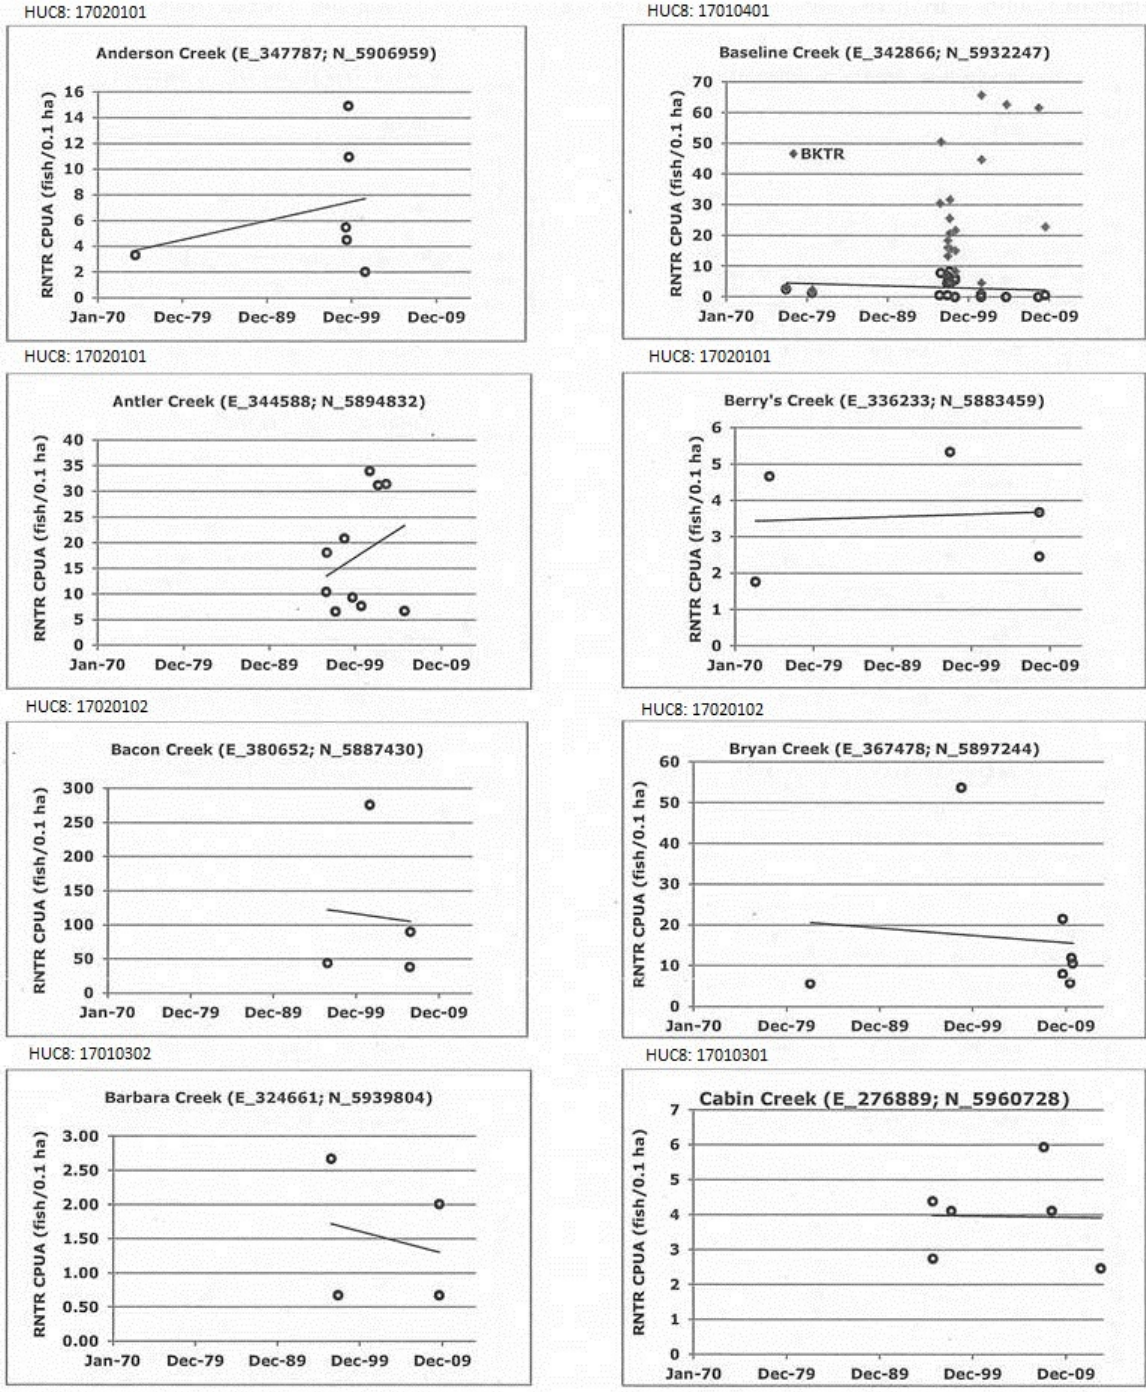 HUC8: 17020101
Anderson Creek (E_347787; N_5906959)
RNTR CPUA (fish/0.1 ha)
16
14
12
10
8
6
4
2
0
Jan-70 Dec-79 Dec-89 Dec-99 Dec-09
HUC8: 17010401
Baseline Creek (E_342866; N_5932247)
RNTR CPUA (fish/0.1 ha)
70
60
50
40
30
20
10
0
BKTR
Jan-70 Dec-79 Dec-89 Dec-99 Dec-09
HUC8: 17020101
Antler Creek (E_344588; N_5894832)
RNTR CPUA (fish/0.1 ha)
40
35
30
25
20
15
10
5
0
Jan-70 Dec-79 Dec-89 Dec-99 Dec-09
HUC8: 17020101
Berry's Creek (E_336233; N_5883459)
RNTR CPUA (fish/0.1 ha)
6
5
4
3
2
1
0
Jan-70 Dec-79 Dec-89 Dec-99 Dec-09
HUC8: 17020102
Bacon Creek (E_380652; N_5887430)
RNTR CPUA (fish/0.1 ha)
300
250
200
150
100
50
0
Jan-70 Dec-79 Dec-89 Dec-99 Dec-09
HUC8: 17020102
Bryan Creek (E_367478; N_5897244)
RNTR CPUA (fish/0.1 ha)
60
50
40
30
20
10
0
Jan-70 Dec-79 Dec-89 Dec-99 Dec-09
HUC8: 17010302
Barbara Creek (E_324661; N_5939804)
RNTR CPUA (fish/0.1 ha)
3.00
2.50
2.00
1.50
1.00
0.50
0.00
Jan-70 Dec-79 Dec-89 Dec-99 Dec-09
HUC8: 17010301
Cabin Creek (E_276889; N_5960728)
RNTR CPUA (fish/0.1 ha)
7
6
5
4
3
2
1
0
Jan-70 Dec-79 Dec-89 Dec-99 Dec-09